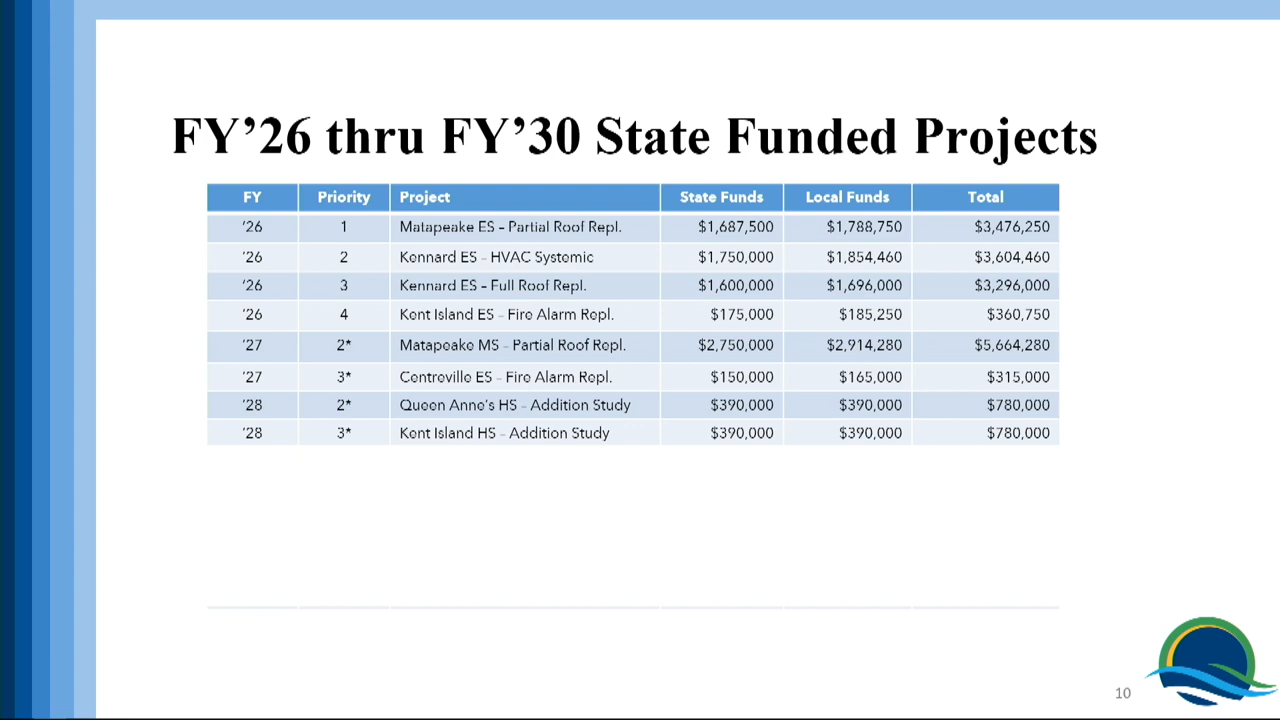 FY’26 thru FY’30 State Funded Projects
FY Priority Project State Funds Local Funds Total
’26 1 Matapeake ES – Partial Roof Repl. $1,687,500 $1,788,750 $3,476,250
’26 2 Kennard ES – HVAC Systemic $1,750,000 $1,854,460 $3,604,460
’26 3 Kennard ES – Full Roof Repl. $1,600,000 $1,696,000 $3,296,000
’26 4 Kent Island ES – Fire Alarm Repl. $175,000 $185,250 $360,750
’27 2* Matapeake MS – Partial Roof Repl. $2,750,000 $2,914,280 $5,664,280
’27 3* Centreville ES – Fire Alarm Repl. $150,000 $165,000 $315,000
’28 2* Queen Anne’s HS – Addition Study $390,000 $390,000 $780,000
’28 3* Kent Island HS – Addition Study $390,000 $390,000 $780,000
10